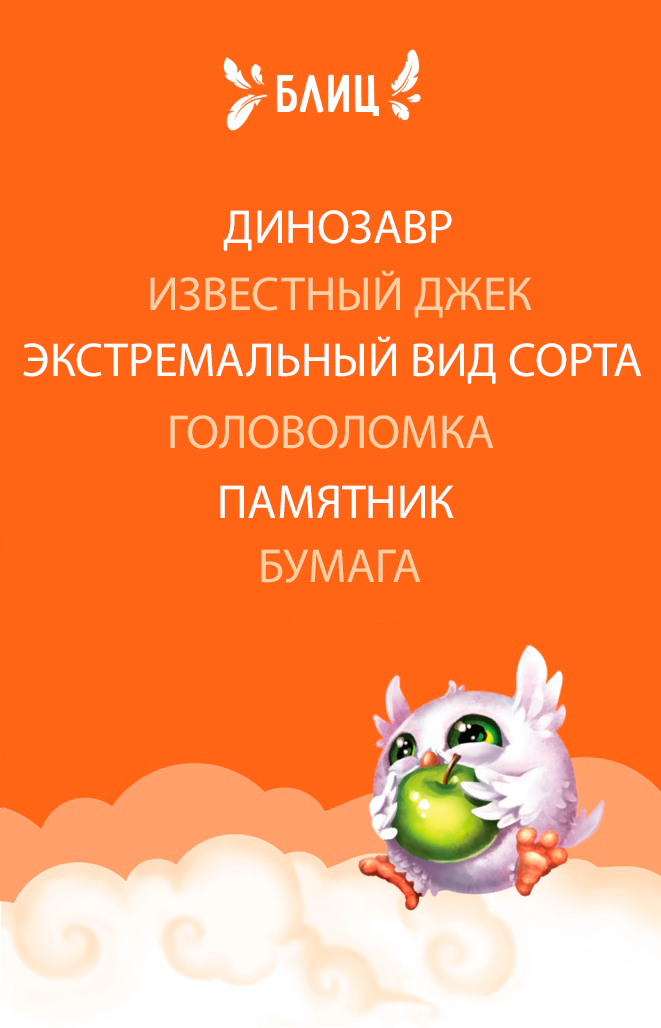 БЛИЦ
ДИНОЗАВР
ИЗВЕСТНЫЙ ДЖЕК
ЭКСТРЕМАЛЬНЫЙ ВИД СОРТА
ГОЛОВОЛОМКА
ПАМЯТНИК
БУМАГА